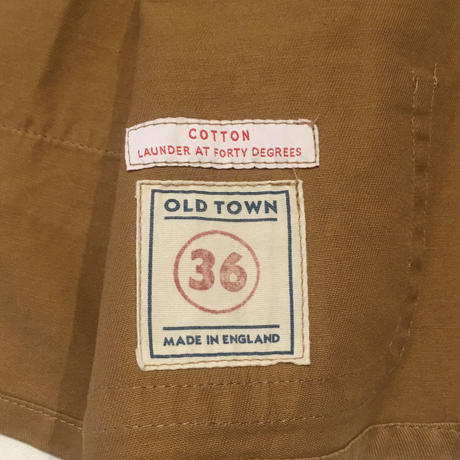 COTTON
LAUNDER AT FORTY DEGREES
OLD TOWN
36
MADE IN ENGLAND